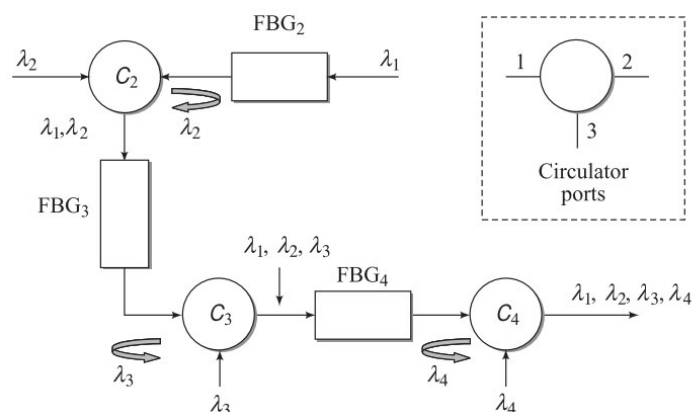 FBG₂
λ₂
C₂
λ₁
λ₂
λ₁,λ₂
FBG₃
1
2
3
Circulator
ports
λ₁, λ₂, λ₃
FBG₄
C₃
C₄
λ₁, λ₂, λ₃, λ₄
λ₃
λ₃
λ₄
λ₄